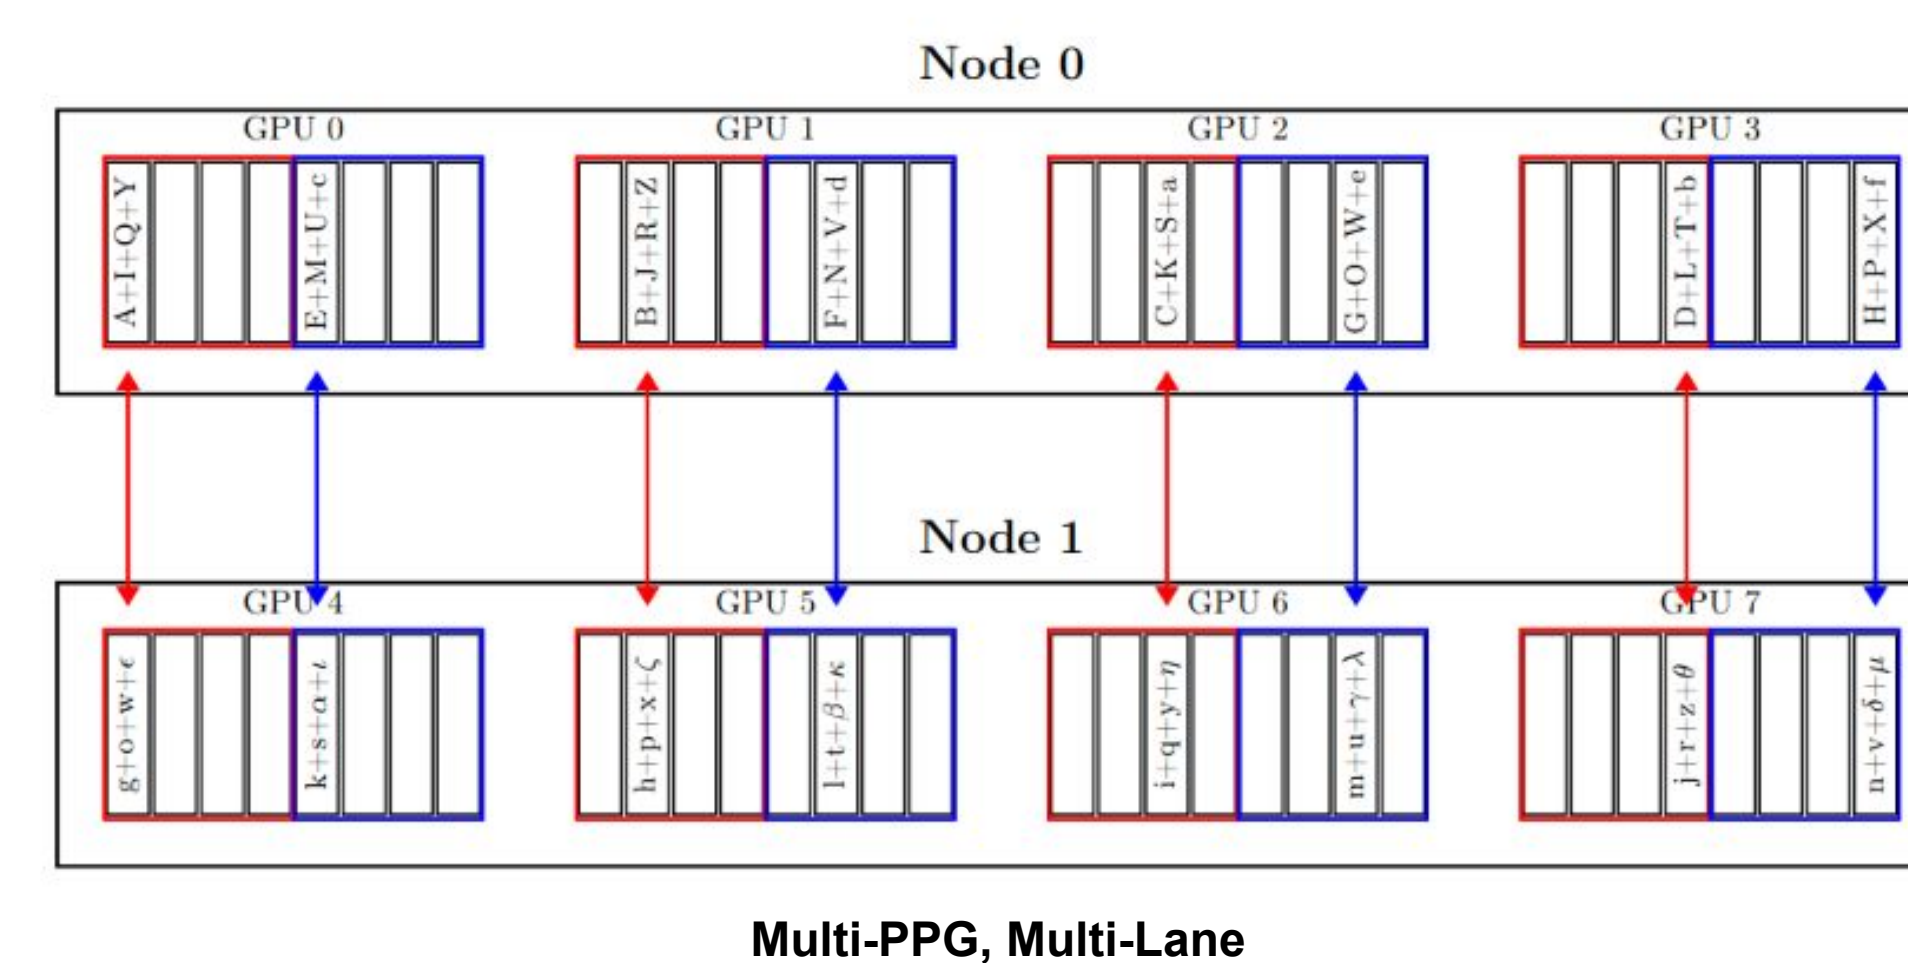 Node 0
GPU 0 GPU 1 GPU 2 GPU 3
A+I+Q+Y E+M+U+c B+J+R+Z F+N+V+d C+K+S+a G+O+W+e D+L+T+b H+P+X+f
Node 1
GPU 4 GPU 5 GPU 6 GPU 7
g+o+w+ϵ k+s+α+ι h+p+x+ζ l+t+β+κ i+q+y+η m+u+γ+λ j+r+z+θ n+v+δ+μ
Multi-PPG, Multi-Lane